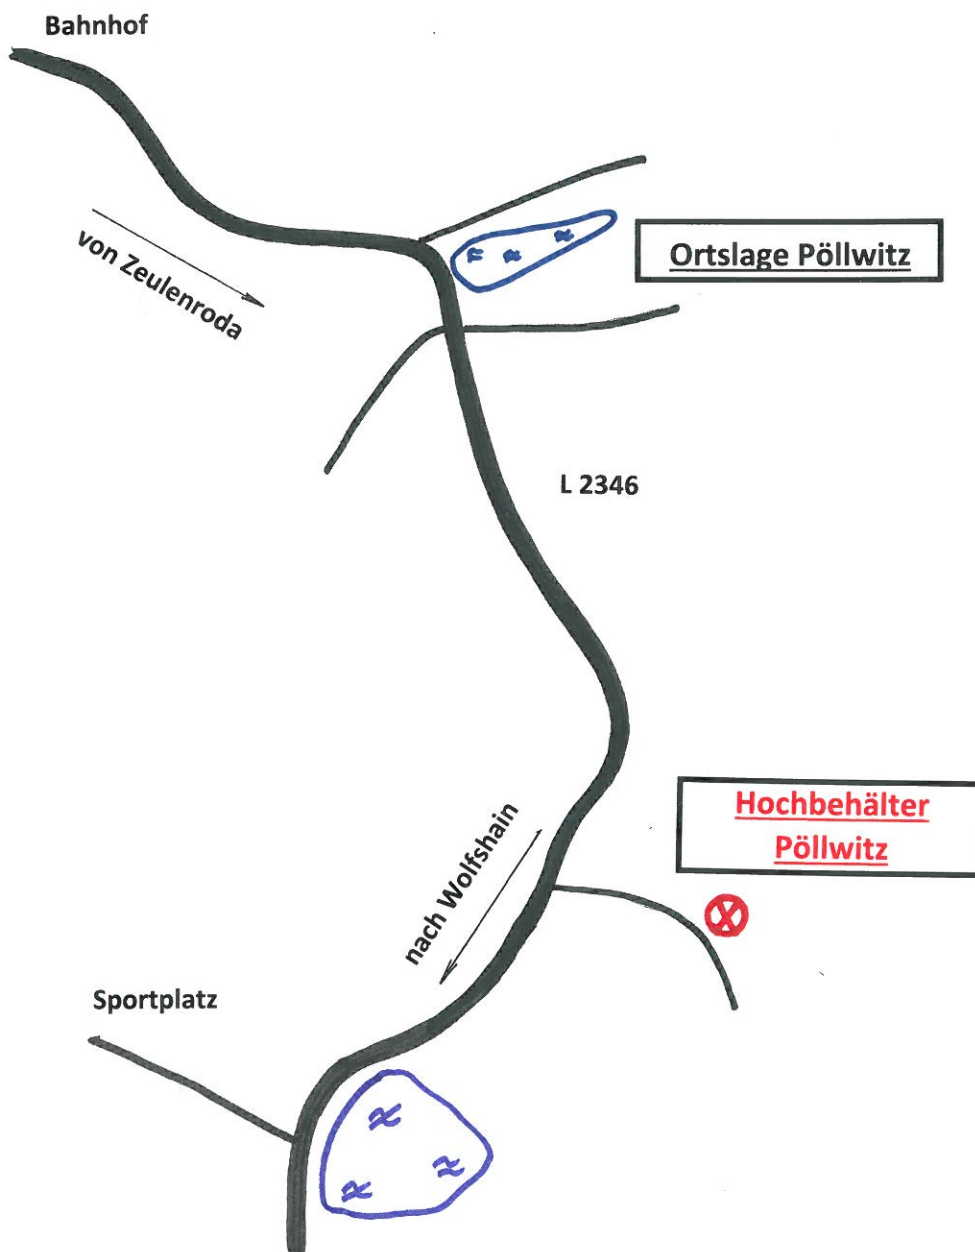 Bahnhof
von Zeulenroda
Ortslage Pöllwitz
L 2346
Hochbehälter
Pöllwitz
nach Wolfshain
X
Sportplatz